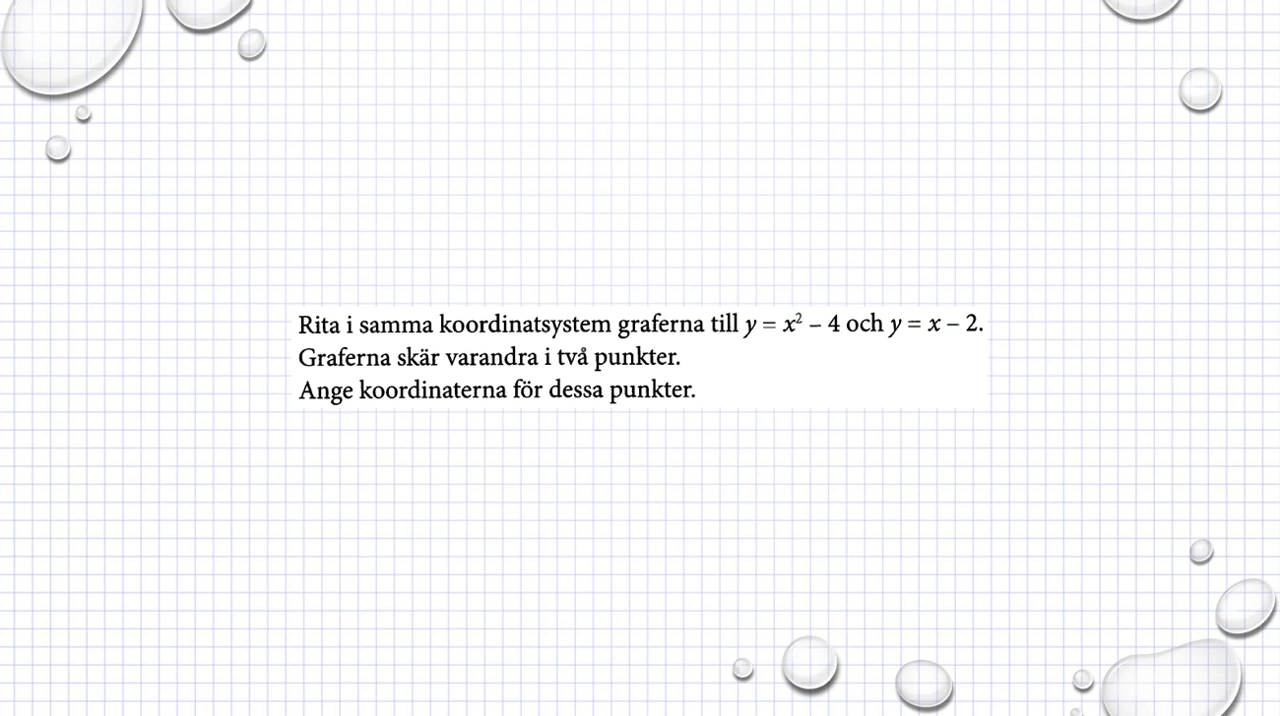 Rita i samma koordinatsystem graferna till y = x² – 4 och y = x – 2.
Graferna skär varandra i två punkter.
Ange koordinaterna för dessa punkter.